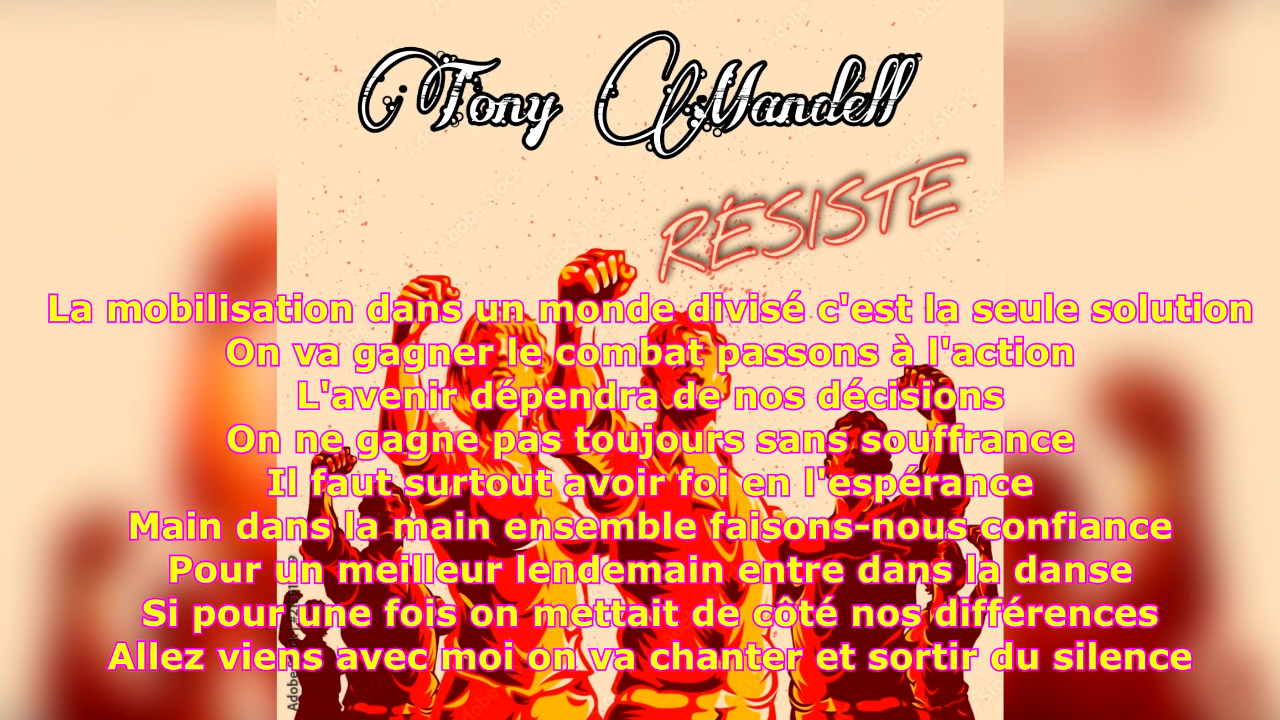 Tony Mandell
RÉSISTE
La mobilisation dans un monde divisé c'est la seule solution
On va gagner le combat passons à l'action
L'avenir dépendra de nos décisions
On ne gagne pas toujours sans souffrance
Il faut surtout avoir foi en l'espérance
Main dans la main ensemble faisons-nous confiance
Pour un meilleur lendemain entre dans la danse
Si pour une fois on mettait de côté nos différences
Allez viens avec moi on va chanter et sortir du silence